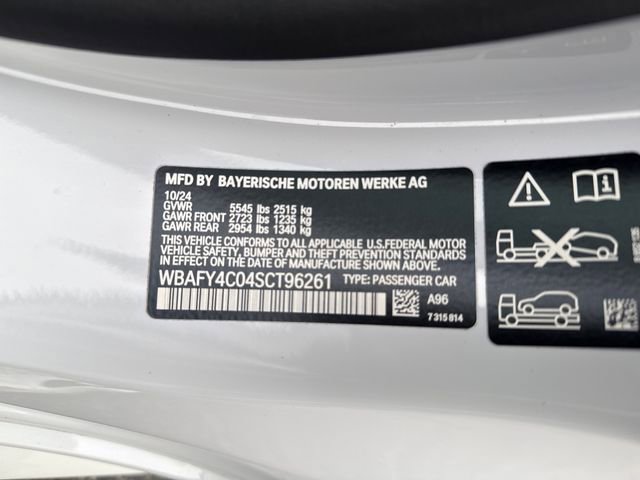 MFD BY BAYERISCHE MOTOREN WERKE AG
10/24
GVWR 5545 lbs 2515 kg
GAWR FRONT 2723 lbs 1235 kg
GAWR REAR 2954 lbs 1340 kg
THIS VEHICLE CONFORMS TO ALL APPLICABLE U.S.FEDERAL MOTOR
VEHICLE SAFETY, BUMPER AND THEFT PREVENTION STANDARDS
IN EFFECT ON THE DATE OF MANUFACTURE SHOWN ABOVE.
WBAFY4C04SCT96261 TYPE: PASSENGER CAR
A96
7 315 814